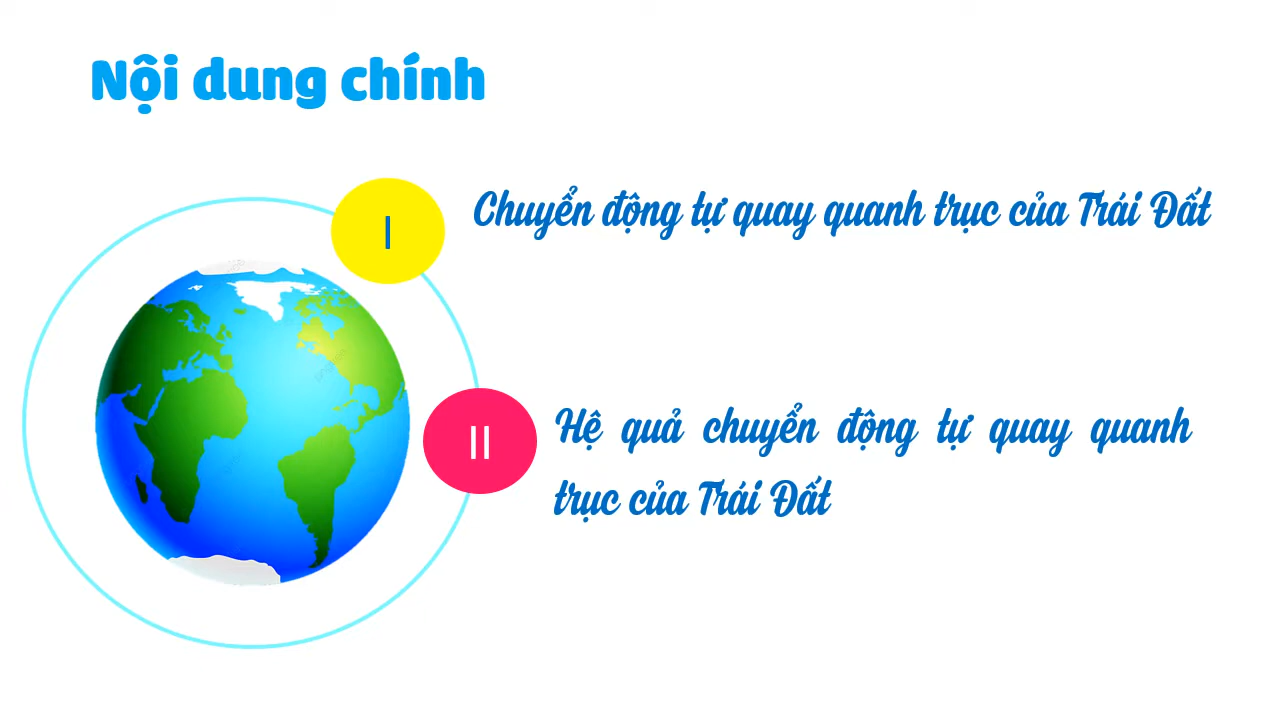 Nội dung chính
I
Chuyển động tự quay quanh trục của Trái Đất
II
Hệ quả chuyển động tự quay quanh
trục của Trái Đất